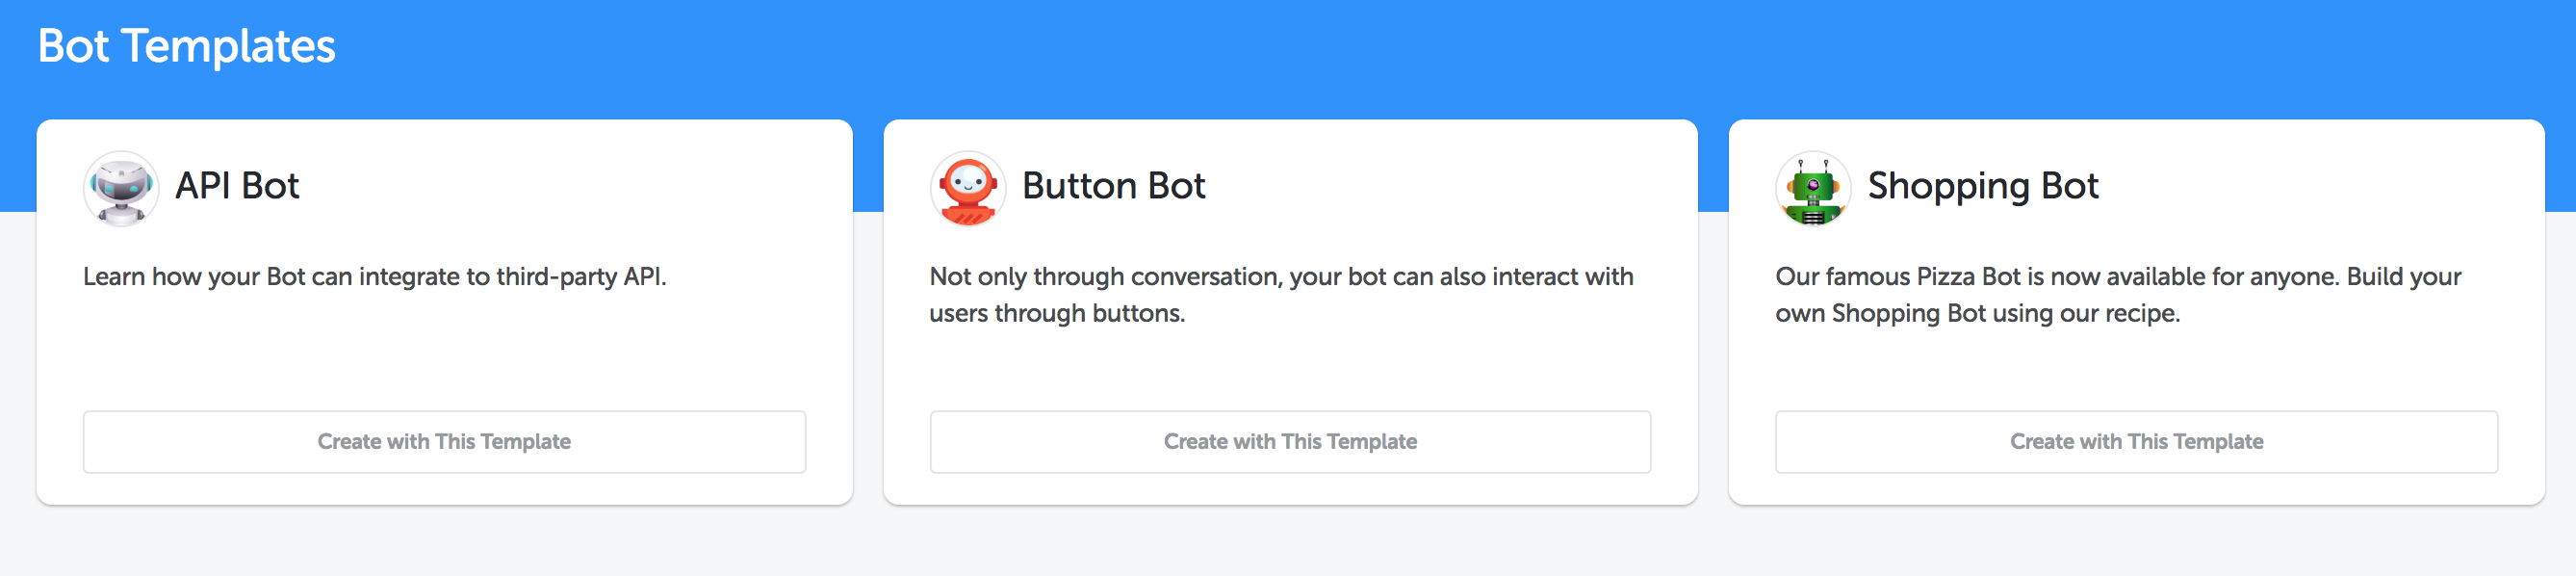 Bot Templates
API Bot
Learn how your Bot can integrate to third-party API.
Create with This Template
Button Bot
Not only through conversation, your bot can also interact with
users through buttons.
Create with This Template
Shopping Bot
Our famous Pizza Bot is now available for anyone. Build your
own Shopping Bot using our recipe.
Create with This Template